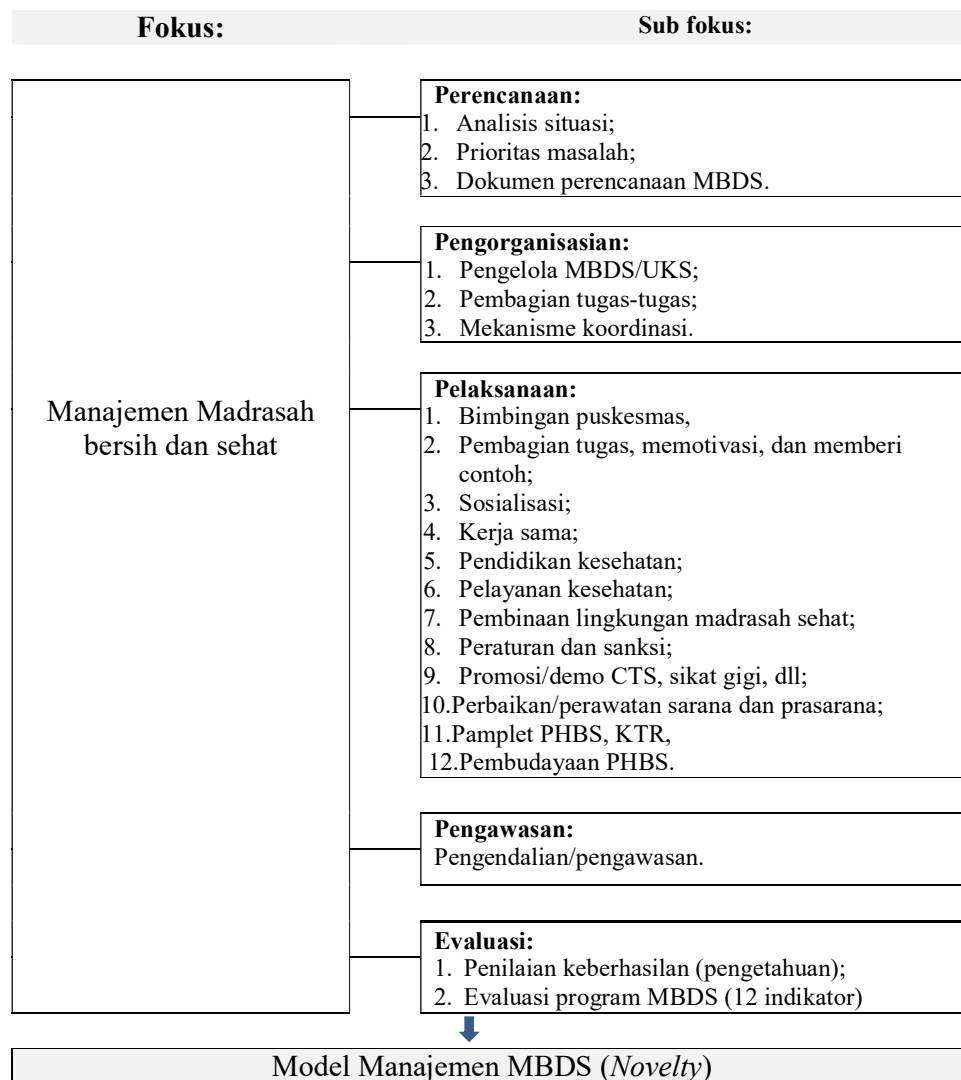 Fokus:
Sub fokus:
Manajemen Madrasah
bersih dan sehat
Perencanaan:
1. Analisis situasi;
2. Prioritas masalah;
3. Dokumen perencanaan MBDS.
Pengorganisasian:
1. Pengelola MBDS/UKS;
2. Pembagian tugas-tugas;
3. Mekanisme koordinasi.
Pelaksanaan:
1. Bimbingan puskesmas,
2. Pembagian tugas, memotivasi, dan memberi
contoh;
3. Sosialisasi;
4. Kerja sama;
5. Pendidikan kesehatan;
6. Pelayanan kesehatan;
7. Pembinaan lingkungan madrasah sehat;
8. Peraturan dan sanksi;
9. Promosi/demo CTS, sikat gigi, dll;
10.Perbaikan/perawatan sarana dan prasarana;
11.Pamplet PHBS, KTR,
12.Pembudayaan PHBS.
Pengawasan:
Pengendalian/pengawasan.
Evaluasi:
1. Penilaian keberhasilan (pengetahuan);
2. Evaluasi program MBDS (12 indikator)
Model Manajemen MBDS (Novelty)